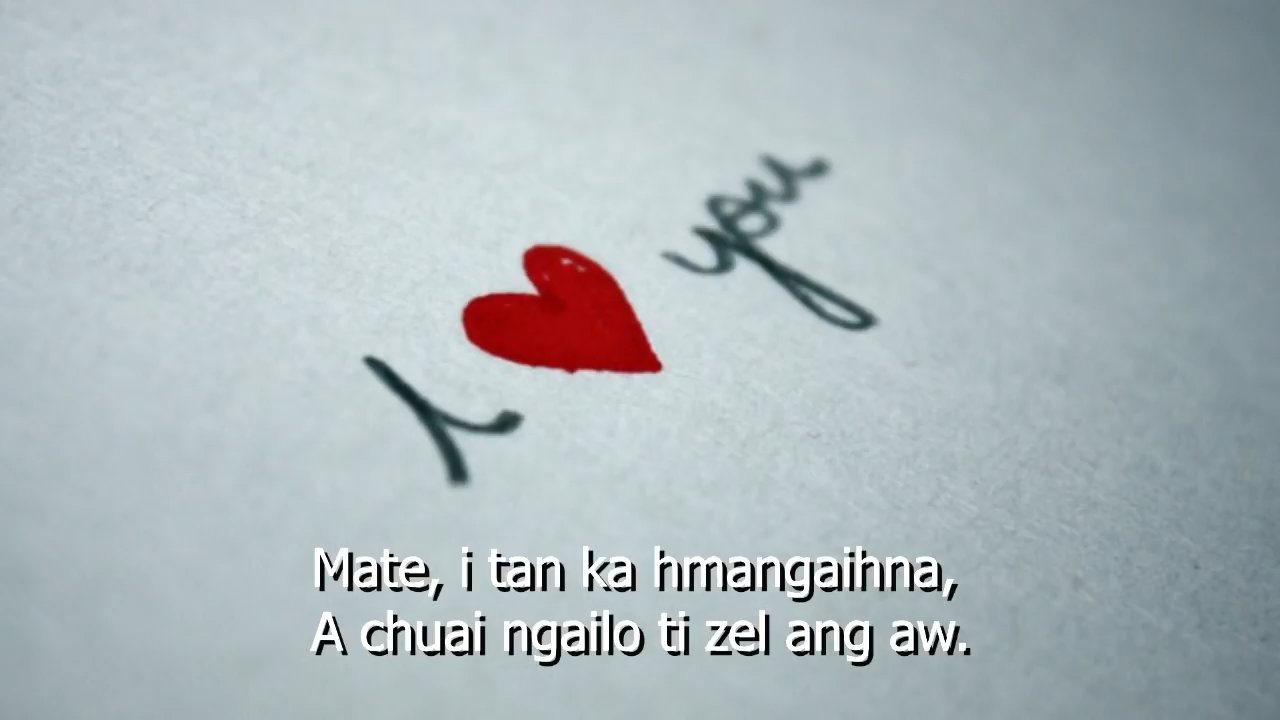 I ❤ you
Mate, i tan ka hmangaihna,
A chuai ngailo ti zel ang aw.